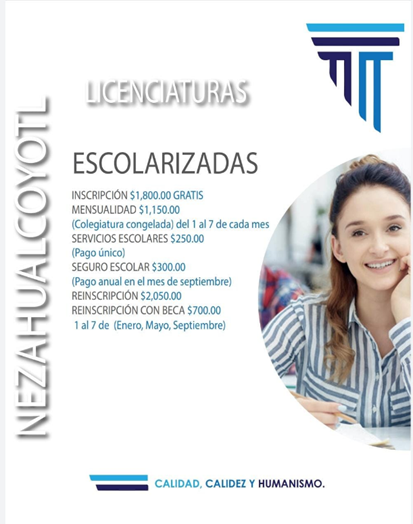 LICENCIATURAS
NEZAHUALCOYOTL
ESCOLARIZADAS
INSCRIPCIÓN $1,800.00 GRATIS
MENSUALIDAD $1,150.00
(Colegiatura congelada) del 1 al 7 de cada mes
SERVICIOS ESCOLARES $250.00
(Pago único)
SEGURO ESCOLAR $300.00
(Pago anual en el mes de septiembre)
REINSCRIPCIÓN $2,050.00
REINSCRIPCIÓN CON BECA $700.00
1 al 7 de (Enero, Mayo, Septiembre)
CALIDAD, CALIDEZ Y HUMANISMO.